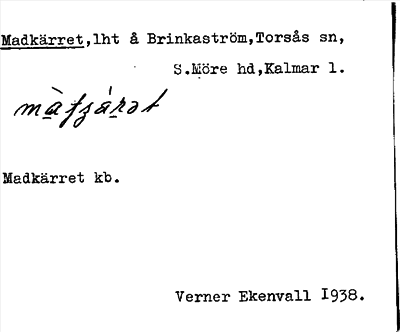 Madkärret,lht å Brinkaström,Torsås sn,
S.Möre hd,Kalmar l.
Madkärret kb.
Verner Ekenvall 1938.